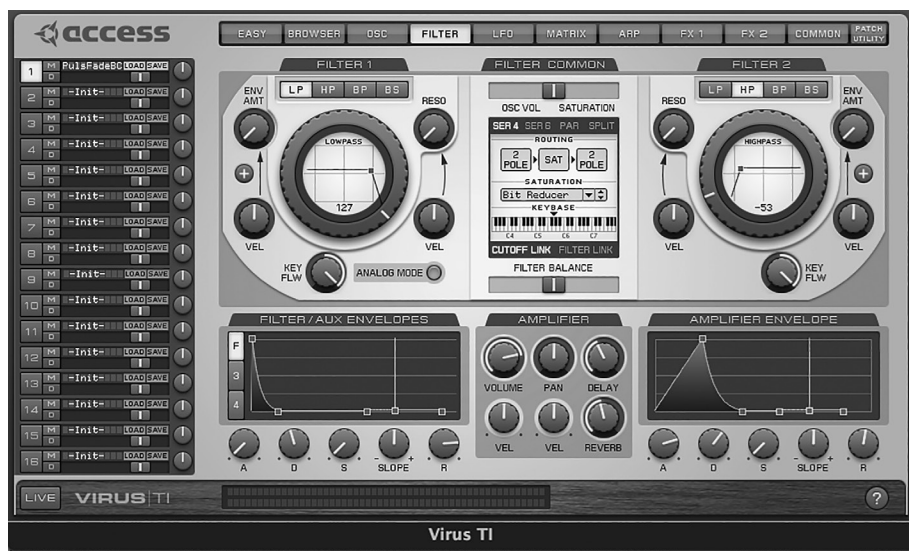 access
EASY BROWSER OSC FILTER LFO MATRIX ARP FX 1 FX 2 COMMON PATCH UTILITY
1 M D PulsFadeBC LOAD SAVE
2 M D -Init- LOAD SAVE
3 M D -Init- LOAD SAVE
4 M D -Init- LOAD SAVE
5 M D -Init- LOAD SAVE
6 M D -Init- LOAD SAVE
7 M D -Init- LOAD SAVE
8 M D -Init- LOAD SAVE
9 M D -Init- LOAD SAVE
10 M D -Init- LOAD SAVE
11 M D -Init- LOAD SAVE
12 M D -Init- LOAD SAVE
13 M D -Init- LOAD SAVE
14 M D -Init- LOAD SAVE
15 M D -Init- LOAD SAVE
16 M D -Init- LOAD SAVE
FILTER 1
LP HP BP BS
ENV AMT
RESO
LOWPASS
127
VEL
VEL
KEY FLW
ANALOG MODE
FILTER COMMON
OSC VOL SATURATION
SER 4 SER 6 PAR SPLIT
ROUTING
2 POLE SAT 2 POLE
SATURATION
Bit Reducer
KEYBASE
C4 C5 C6 C7
CUTOFF LINK FILTER LINK
FILTER BALANCE
FILTER 2
LP HP BP BS
RESO
ENV AMT
HIGHPASS
-53
VEL
VEL
KEY FLW
FILTER/AUX ENVELOPES
F
3
4
A D S - SLOPE + R
AMPLIFIER
VOLUME PAN DELAY
VEL VEL REVERB
AMPLIFIER ENVELOPE
A D S - SLOPE + R
LIVE VIRUS|TI ?
Virus TI